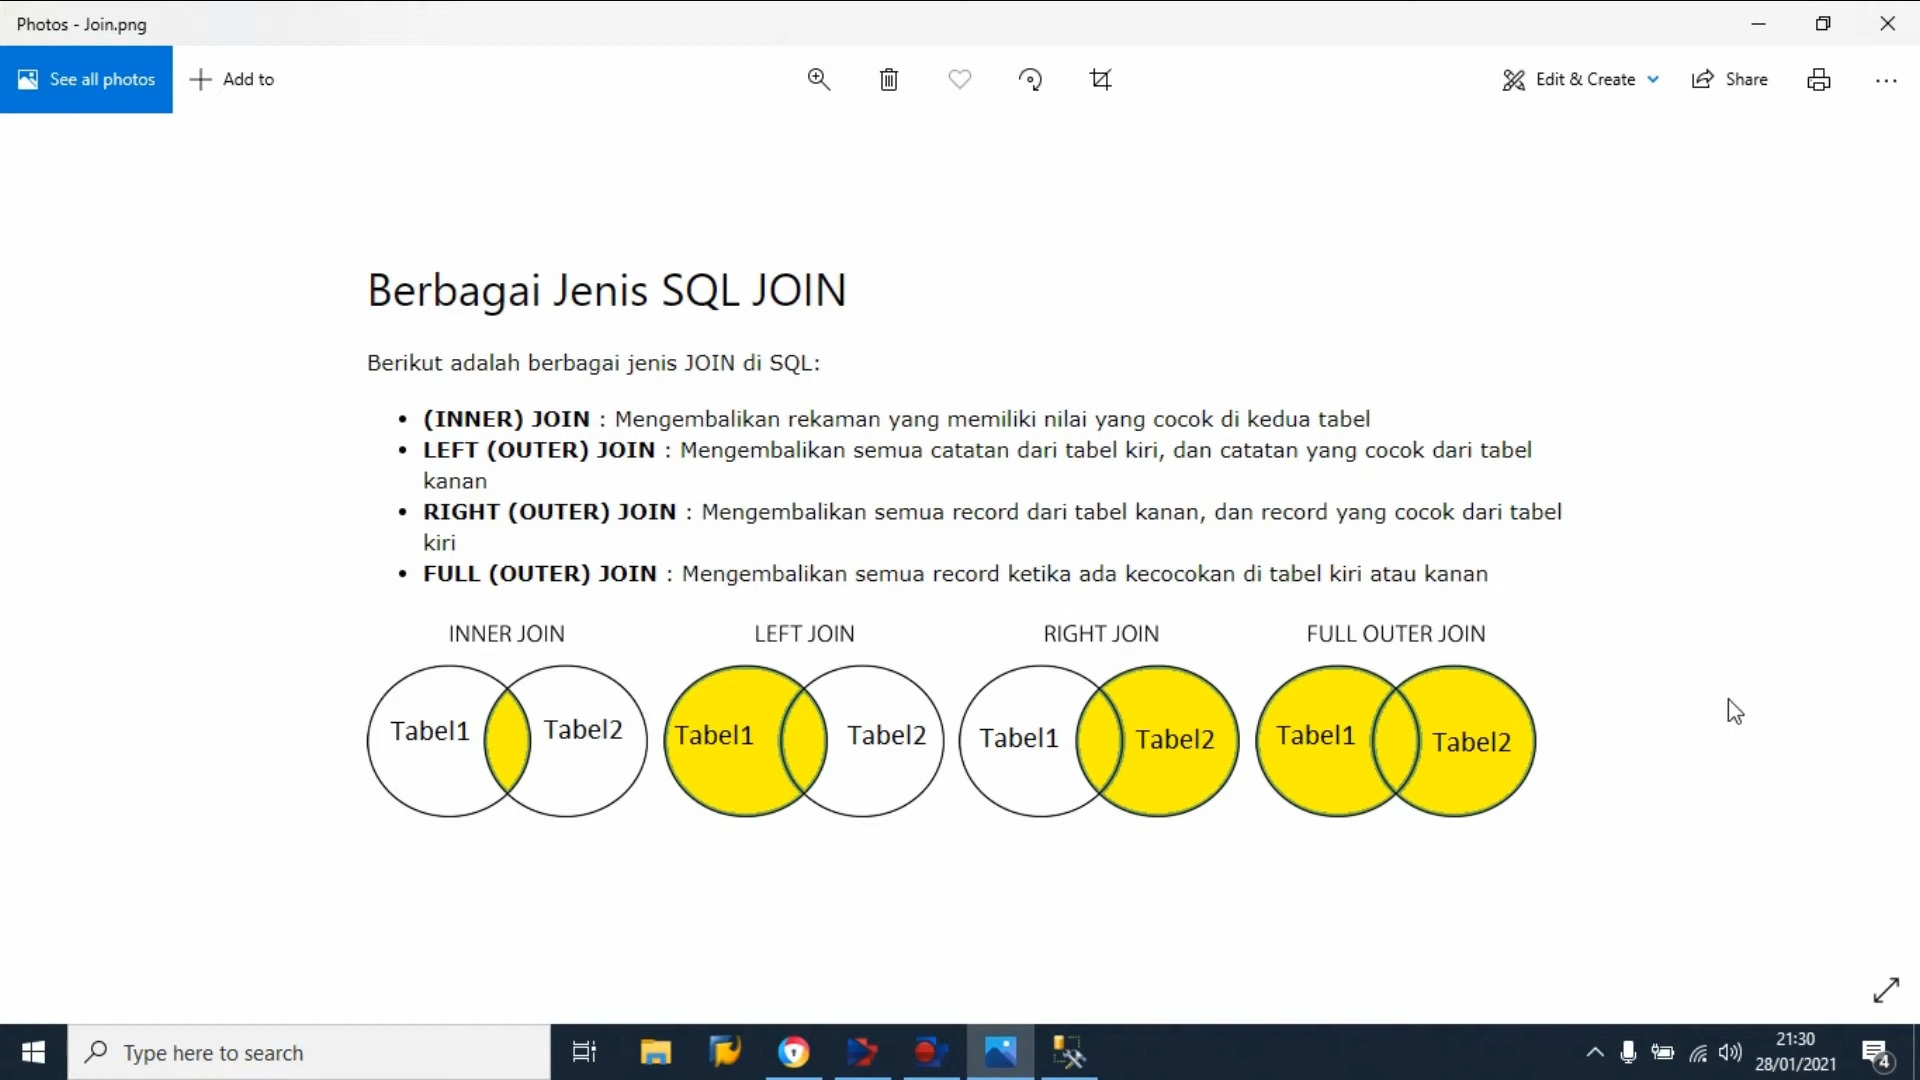 Photos - Join.png
See all photos
Add to
Edit & Create
Share
Berbagai Jenis SQL JOIN
Berikut adalah berbagai jenis JOIN di SQL:
• (INNER) JOIN : Mengembalikan rekaman yang memiliki nilai yang cocok di kedua tabel
• LEFT (OUTER) JOIN : Mengembalikan semua catatan dari tabel kiri, dan catatan yang cocok dari tabel
kanan
• RIGHT (OUTER) JOIN : Mengembalikan semua record dari tabel kanan, dan record yang cocok dari tabel
kiri
• FULL (OUTER) JOIN : Mengembalikan semua record ketika ada kecocokan di tabel kiri atau kanan
INNER JOIN
LEFT JOIN
RIGHT JOIN
FULL OUTER JOIN
Tabel1
Tabel2
Tabel1
Tabel2
Tabel1
Tabel2
Tabel1
Tabel2
Type here to search
21:30
28/01/2021
4